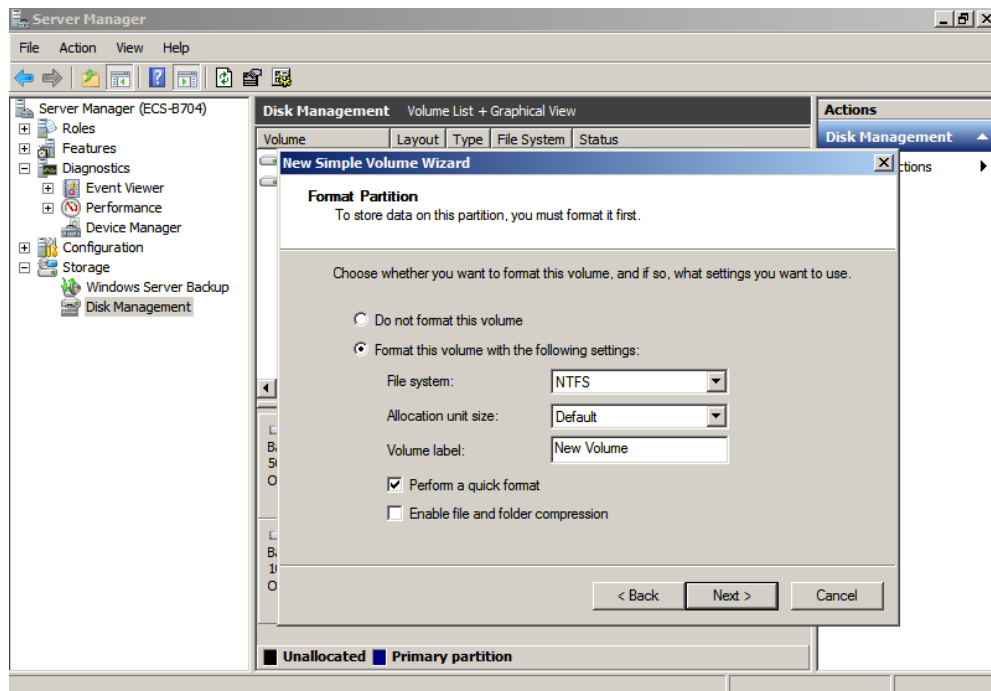 Server Manager
File Action View Help
Server Manager (ECS-B704)
Roles
Features
Diagnostics
Event Viewer
Performance
Device Manager
Configuration
Storage
Windows Server Backup
Disk Management
Disk Management Volume List + Graphical View
Volume Layout Type File System Status
New Simple Volume Wizard
Format Partition
To store data on this partition, you must format it first.
Choose whether you want to format this volume, and if so, what settings you want to use.
Do not format this volume
Format this volume with the following settings:
File system: NTFS
Allocation unit size: Default
Volume label: New Volume
Perform a quick format
Enable file and folder compression
< Back Next > Cancel
Unallocated Primary partition
Actions
Disk Management